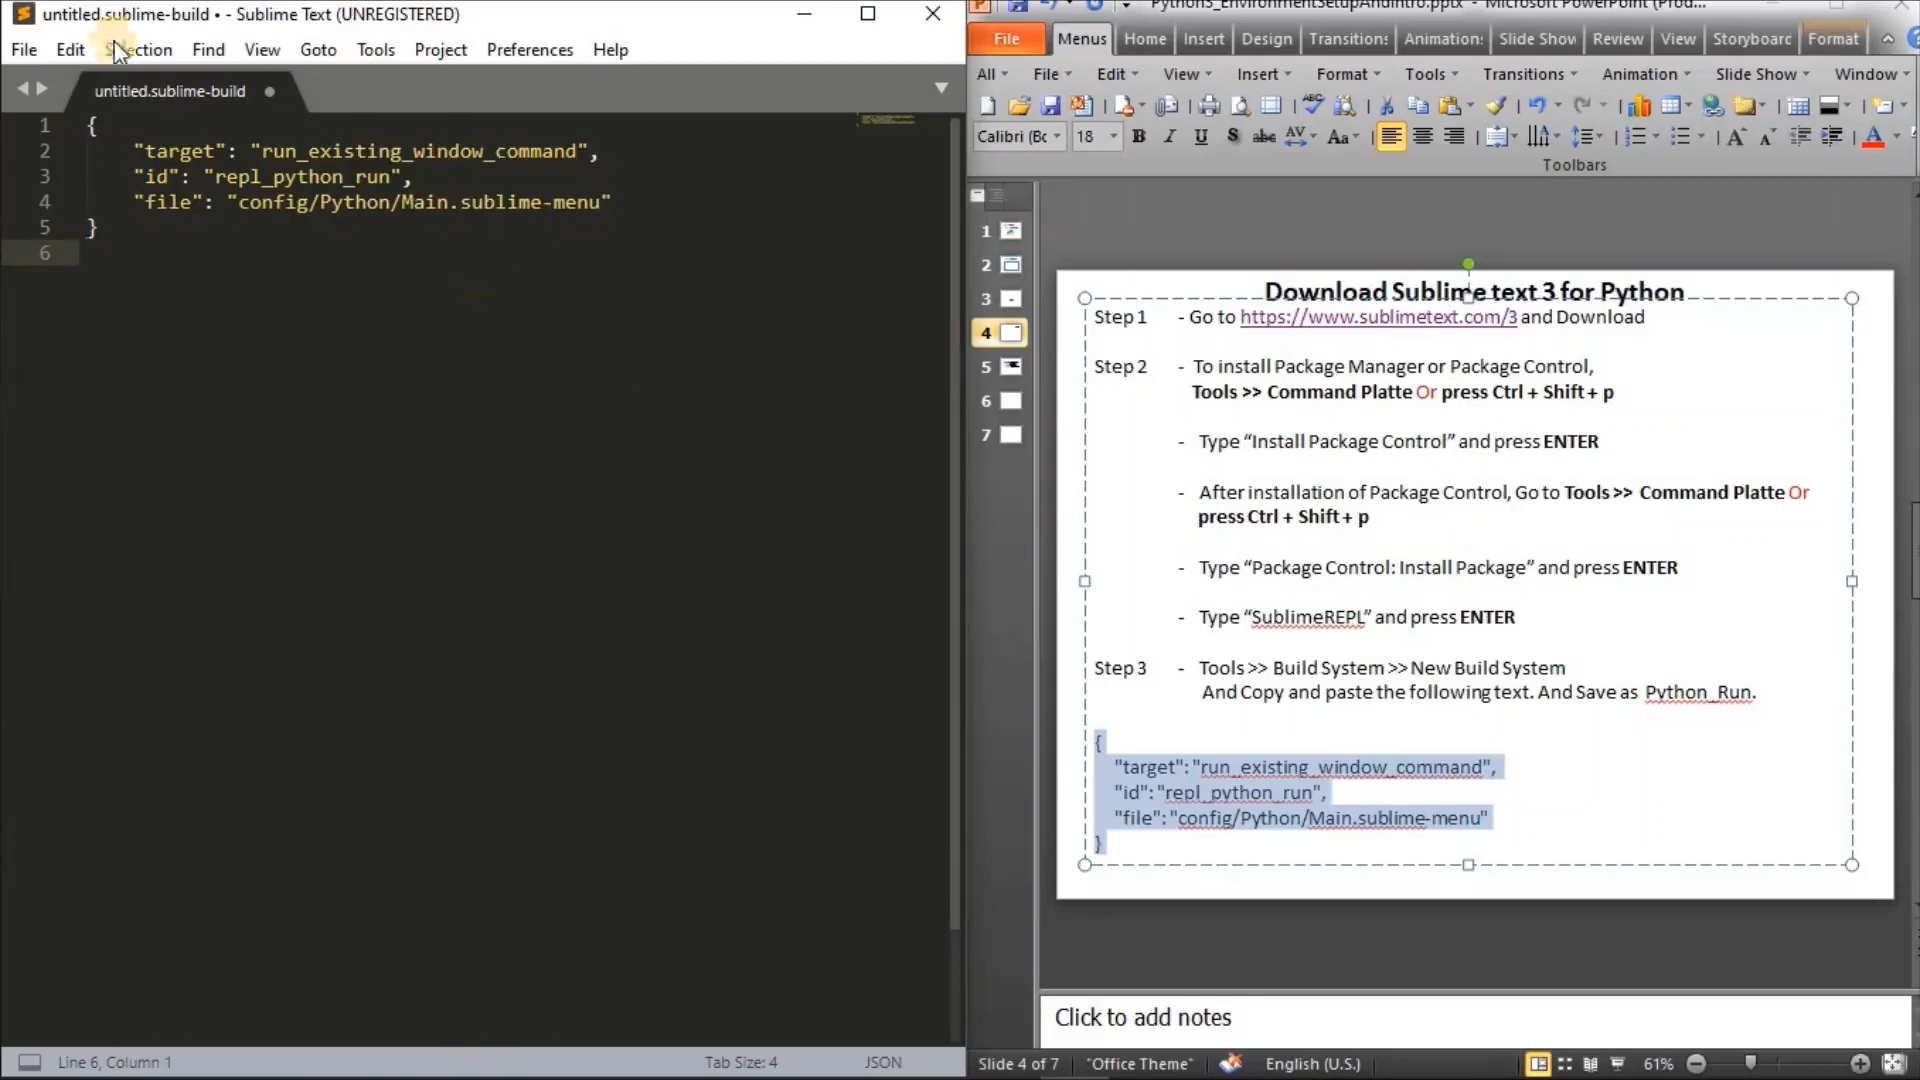 untitled.sublime-build • - Sublime Text (UNREGISTERED)
File Edit Selection Find View Goto Tools Project Preferences Help
untitled.sublime-build
1 {
2 "target": "run_existing_window_command",
3 "id": "repl_python_run",
4 "file": "config/Python/Main.sublime-menu"
5 }
6
Line 6, Column 1
Tab Size: 4
JSON
Python3_EnvironmentSetupAndIntro.pptx - Microsoft PowerPoint (Prod...
File Menus Home Insert Design Transitions Animations Slide Show Review View Storyboard Format
All File Edit View Insert Format Tools Transitions Animation Slide Show Window
Calibri (Bc 18
Toolbars
1
2
3
4
5
6
7
Download Sublime text 3 for Python
Step 1 - Go to https://www.sublimetext.com/3 and Download
Step 2 - To install Package Manager or Package Control,
Tools >> Command Platte Or press Ctrl + Shift + p
- Type “Install Package Control” and press ENTER
- After installation of Package Control, Go to Tools >> Command Platte Or
press Ctrl + Shift + p
- Type “Package Control: Install Package” and press ENTER
- Type “SublimeREPL” and press ENTER
Step 3 - Tools >> Build System >> New Build System
And Copy and paste the following text. And Save as Python_Run.
{
"target": "run_existing_window_command",
"id": "repl_python_run",
"file": "config/Python/Main.sublime-menu"
}
Click to add notes
Slide 4 of 7 "Office Theme" English (U.S.) 61%